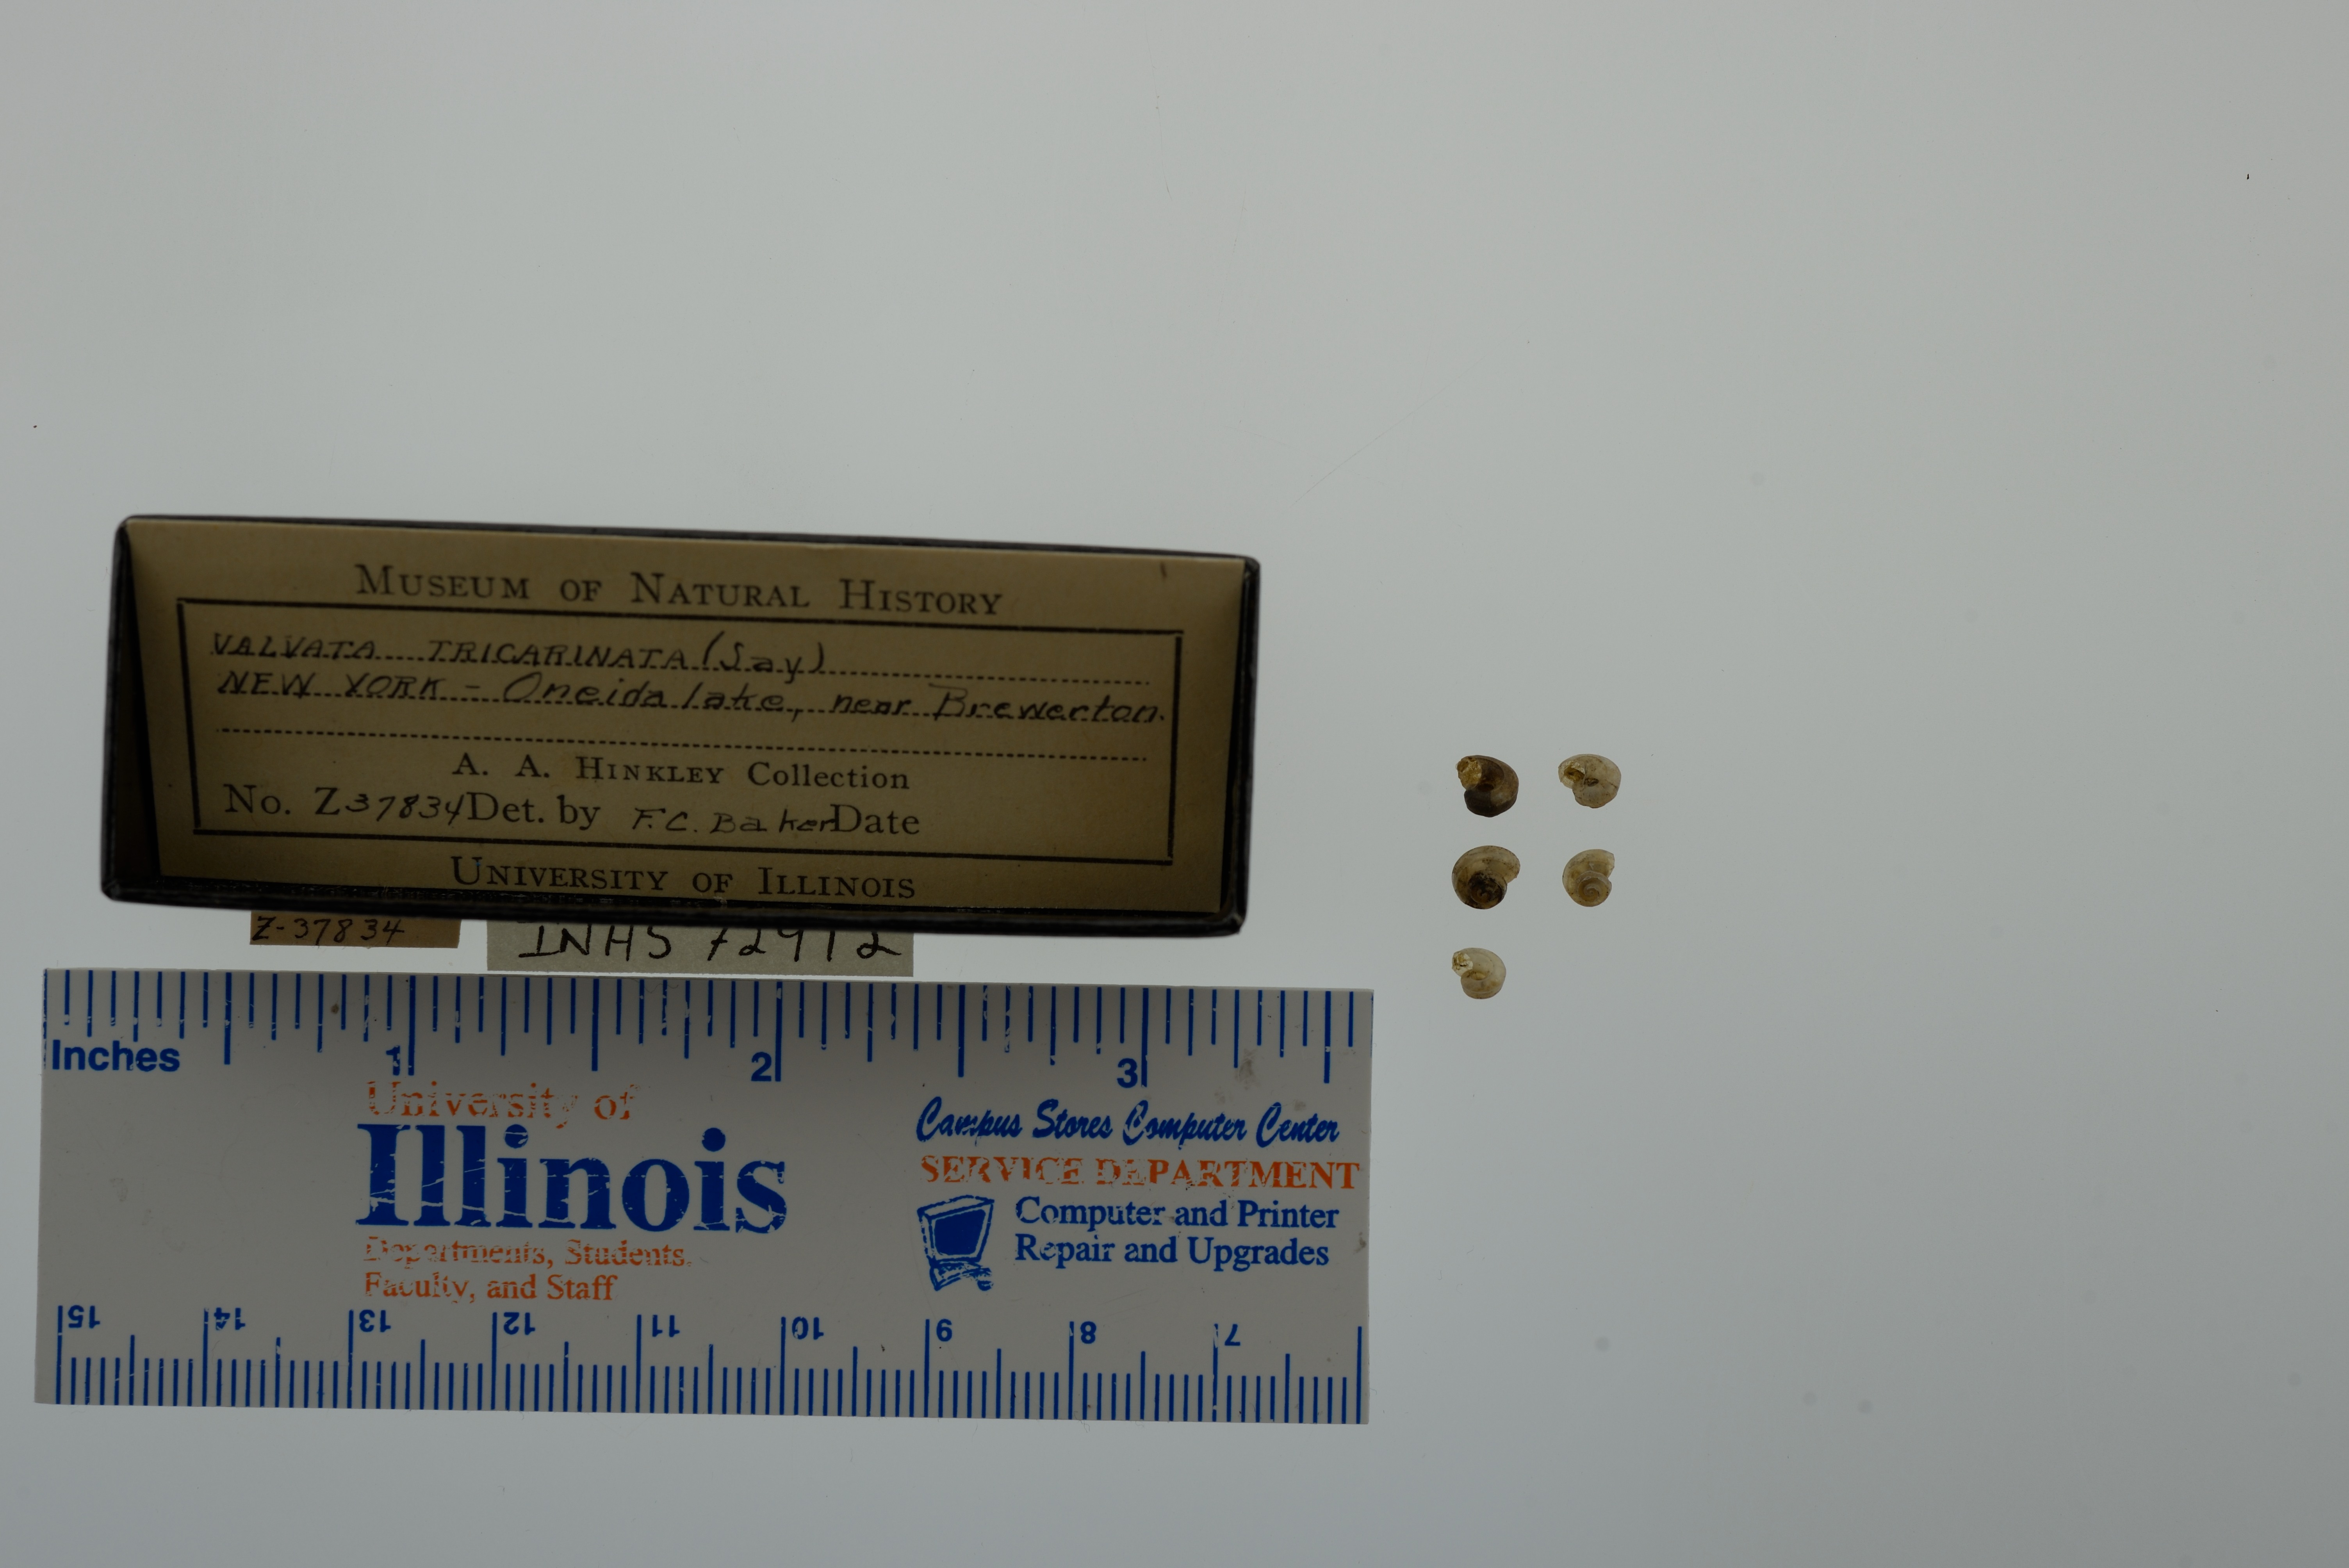 MUSEUM OF NATURAL HISTORY
VALVATA TRICARINATA (Say)
NEW YORK - Oneida lake, near Brewerton.
A. A. HINKLEY Collection
No. Z37834 Det. by F.C. Baker Date
UNIVERSITY OF ILLINOIS
Z-37834
INHS 72912
Inches 1 2 3
University of
Illinois
Departments, Students,
Faculty, and Staff
Campus Stores Computer Center
SERVICE DEPARTMENT
Computer and Printer
Repair and Upgrades
15 14 13 12 11 10 9 8 7